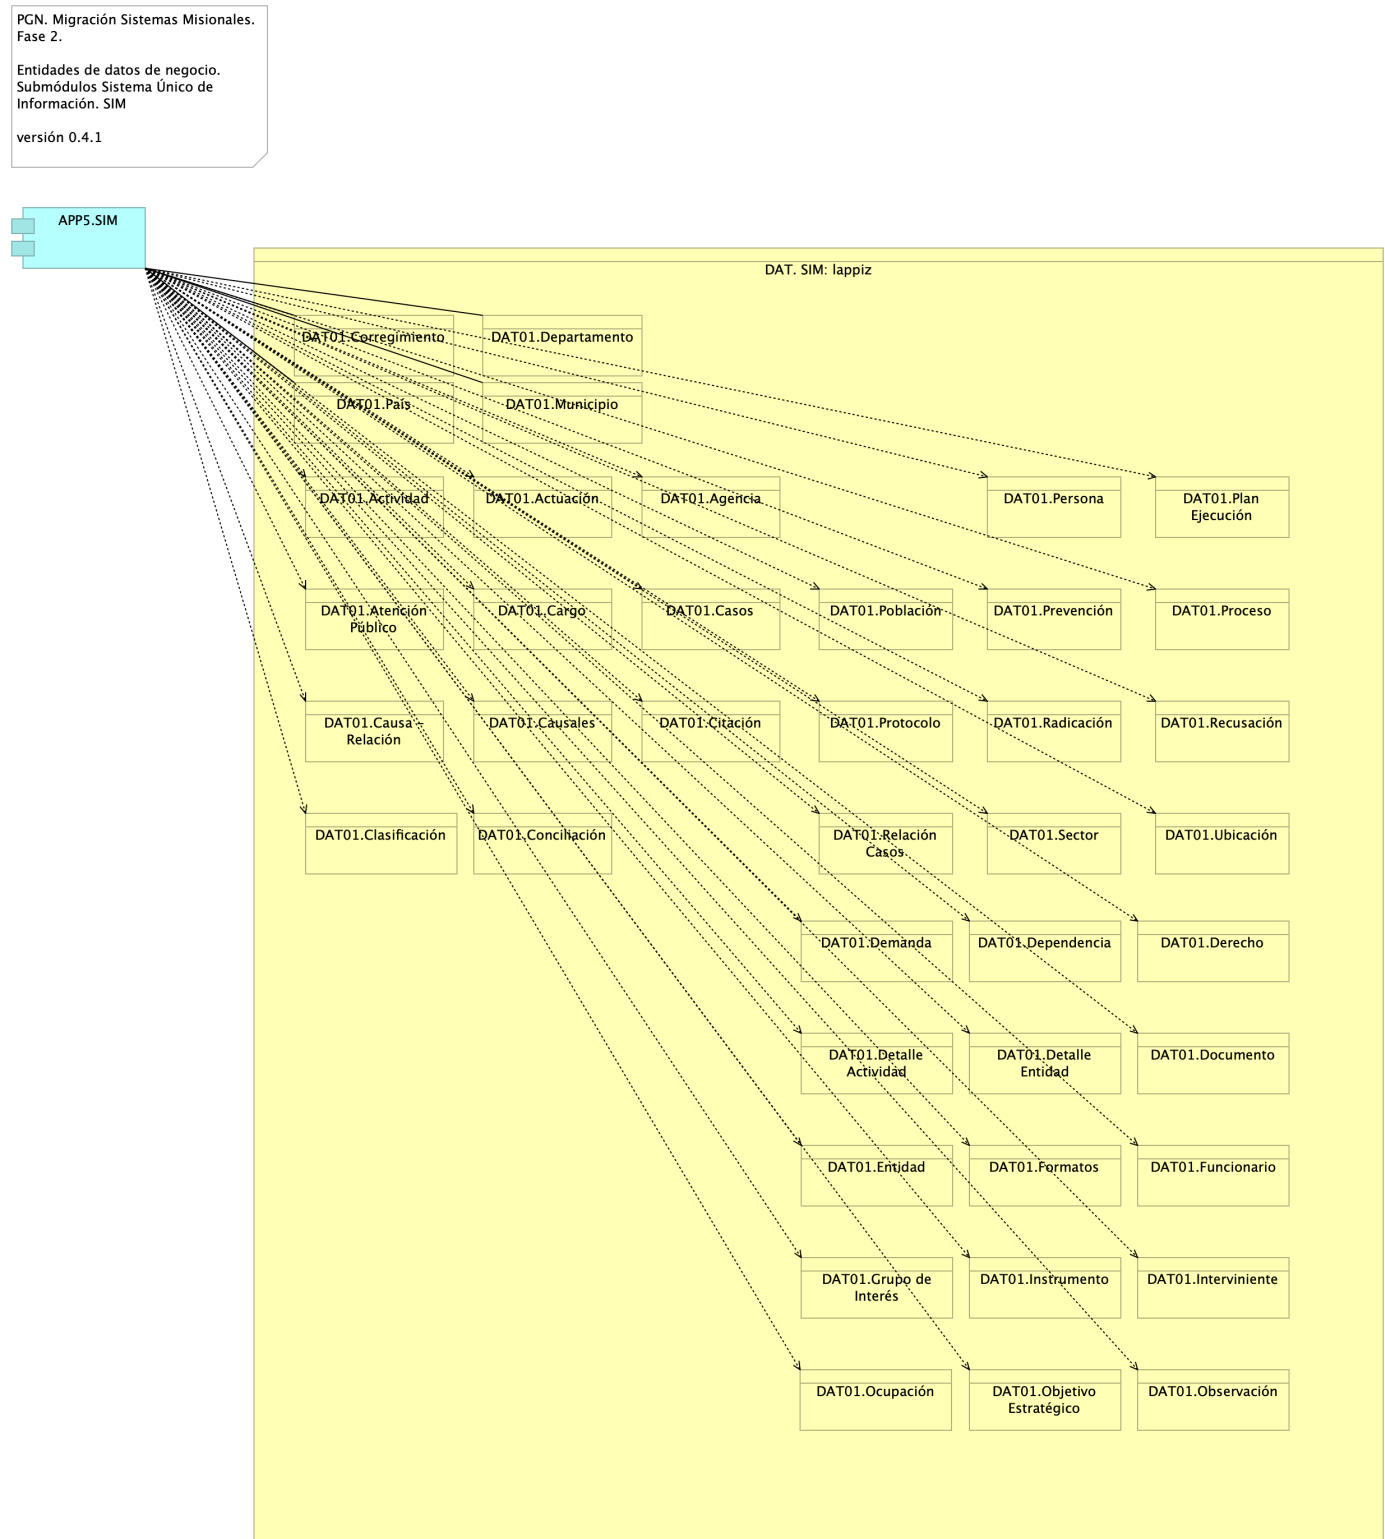 PGN. Migración Sistemas Misionales.
Fase 2.
Entidades de datos de negocio.
Submódulos Sistema Único de
Información. SIM
versión 0.4.1
APP5.SIM
DAT. SIM: lappiz
DAT01.Corregimiento
DAT01.Departamento
DAT01.País
DAT01.Municipio
DAT01.Actividad
DAT01.Actuación
DAT01.Agencia
DAT01.Persona
DAT01.Plan
Ejecución
DAT01.Atención
Público
DAT01.Cargo
DAT01.Casos
DAT01.Población
DAT01.Prevención
DAT01.Proceso
DAT01.Causa -
Relación
DAT01.Causales
DAT01.Citación
DAT01.Protocolo
DAT01.Radicación
DAT01.Recusación
DAT01.Clasificación
DAT01.Conciliación
DAT01.Relación
Casos
DAT01.Sector
DAT01.Ubicación
DAT01.Demanda
DAT01.Dependencia
DAT01.Derecho
DAT01.Detalle
Actividad
DAT01.Detalle
Entidad
DAT01.Documento
DAT01.Entidad
DAT01.Formatos
DAT01.Funcionario
DAT01.Grupo de
Interés
DAT01.Instrumento
DAT01.Interviniente
DAT01.Ocupación
DAT01.Objetivo
Estratégico
DAT01.Observación